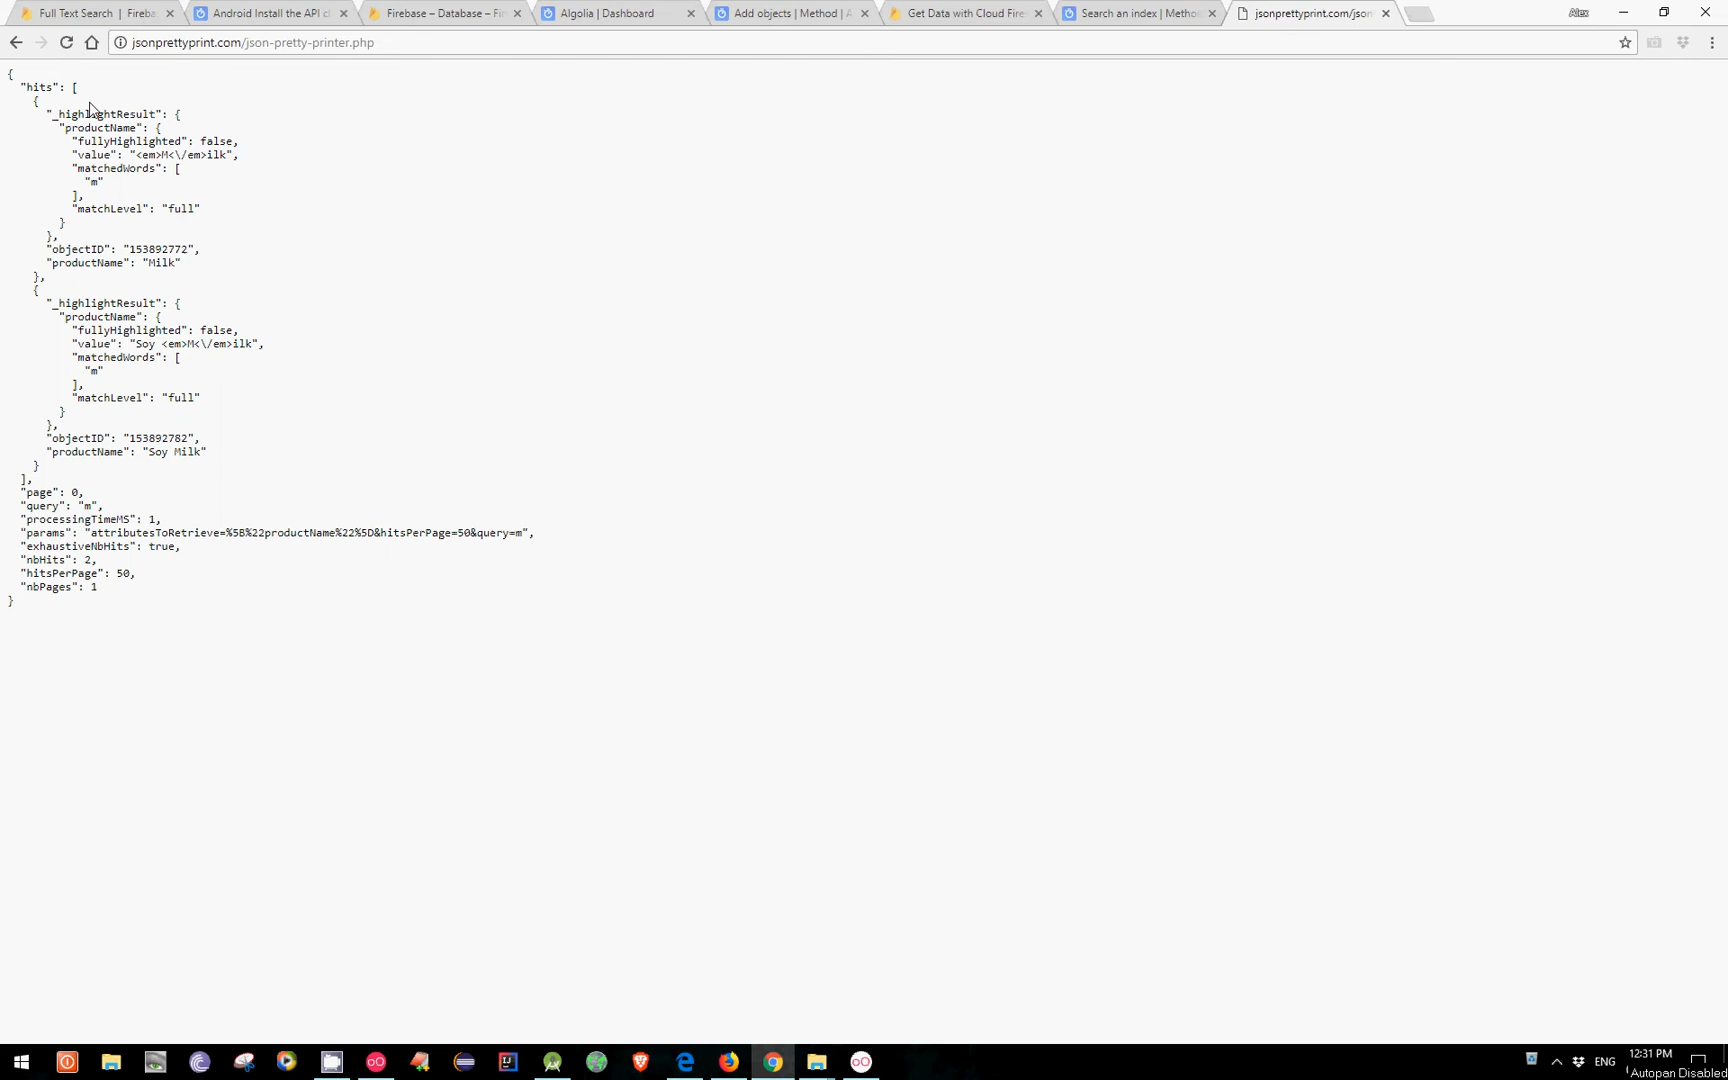 Full Text Search | Fireba
Android Install the API cl
Firebase – Database – Fir
Algolia | Dashboard
Add objects | Method | A
Get Data with Cloud Fire
Search an index | Metho
jsonprettyprint.com/json
Alex
jsonprettyprint.com/json-pretty-printer.php
{
"hits": [
{
"_highlightResult": {
"productName": {
"fullyHighlighted": false,
"value": "<em>M<\/em>ilk",
"matchedWords": [
"m"
],
"matchLevel": "full"
}
},
"objectID": "153892772",
"productName": "Milk"
},
{
"_highlightResult": {
"productName": {
"fullyHighlighted": false,
"value": "Soy <em>M<\/em>ilk",
"matchedWords": [
"m"
],
"matchLevel": "full"
}
},
"objectID": "153892782",
"productName": "Soy Milk"
}
],
"page": 0,
"query": "m",
"processingTimeMS": 1,
"params": "attributesToRetrieve=%5B%22productName%22%5D&hitsPerPage=50&query=m",
"exhaustiveNbHits": true,
"nbHits": 2,
"hitsPerPage": 50,
"nbPages": 1
}
ENG
12:31 PM
Autopan Disabled